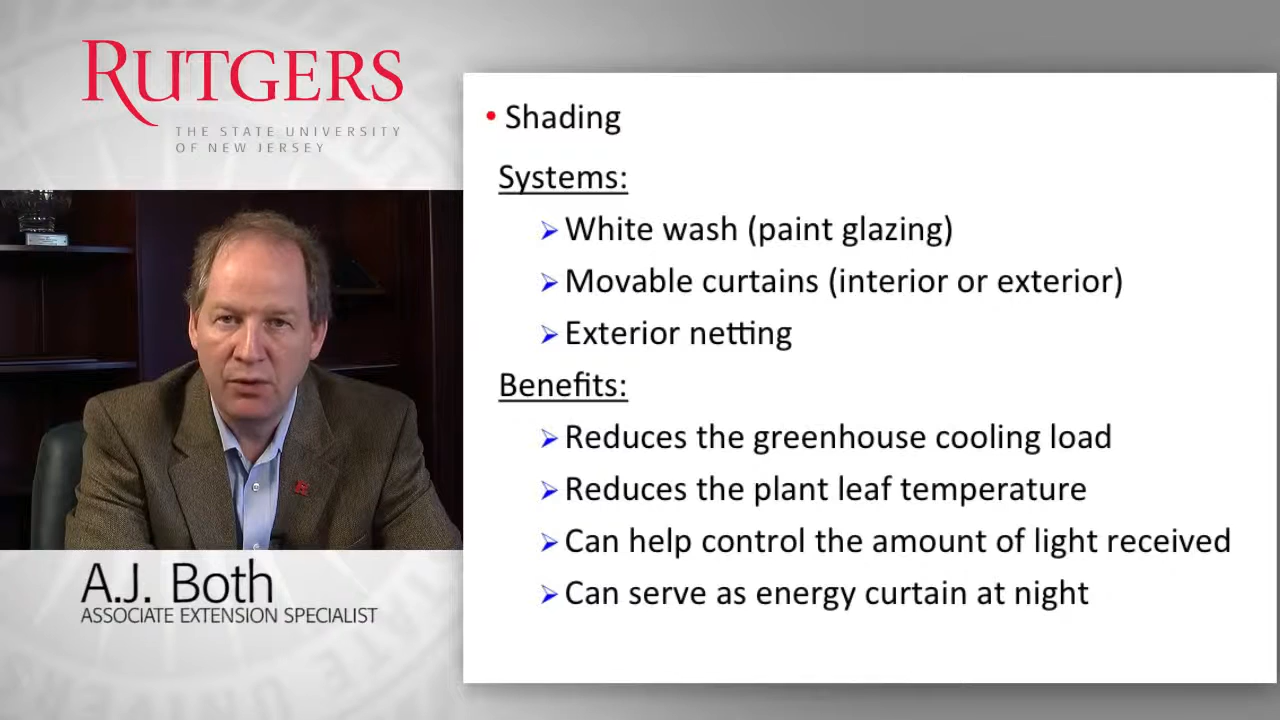 RUTGERS
THE STATE UNIVERSITY
OF NEW JERSEY
• Shading
Systems:
➢ White wash (paint glazing)
➢ Movable curtains (interior or exterior)
➢ Exterior netting
Benefits:
➢ Reduces the greenhouse cooling load
➢ Reduces the plant leaf temperature
➢ Can help control the amount of light received
➢ Can serve as energy curtain at night
A.J. Both
ASSOCIATE EXTENSION SPECIALIST